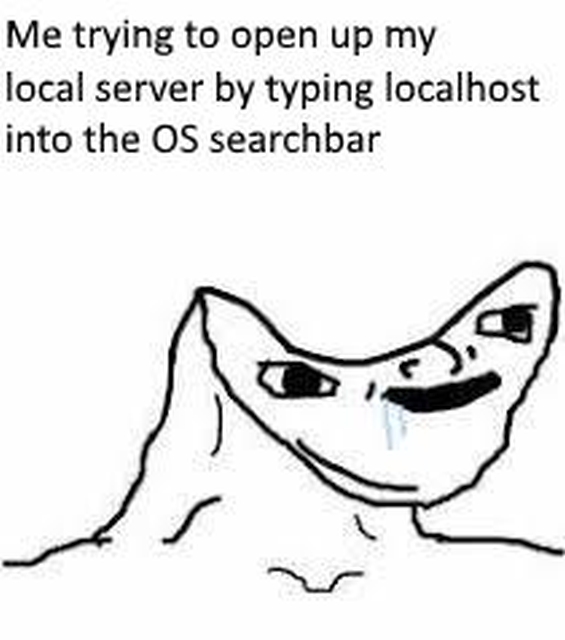 Me trying to open up my
local server by typing localhost
into the OS searchbar